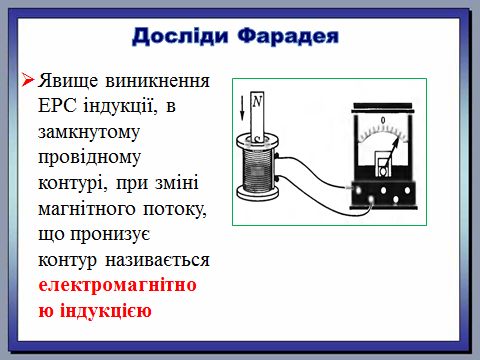 Досліди Фарадея
Явище виникнення
ЕРС індукції, в
замкнутому
провідному
контурі, при зміні
магнітного потоку,
що пронизує
контур називається
електромагнітно
ю індукцією
N
0